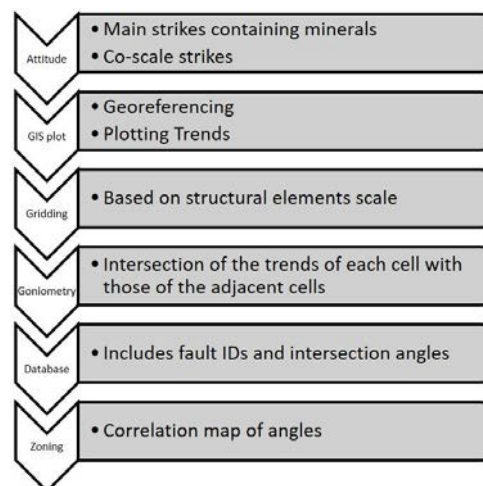 Attitude
• Main strikes containing minerals
• Co-scale strikes
GIS plot
• Georeferencing
• Plotting Trends
Gridding
• Based on structural elements scale
Goniometry
• Intersection of the trends of each cell with
those of the adjacent cells
Database
• Includes fault IDs and intersection angles
Zoning
• Correlation map of angles